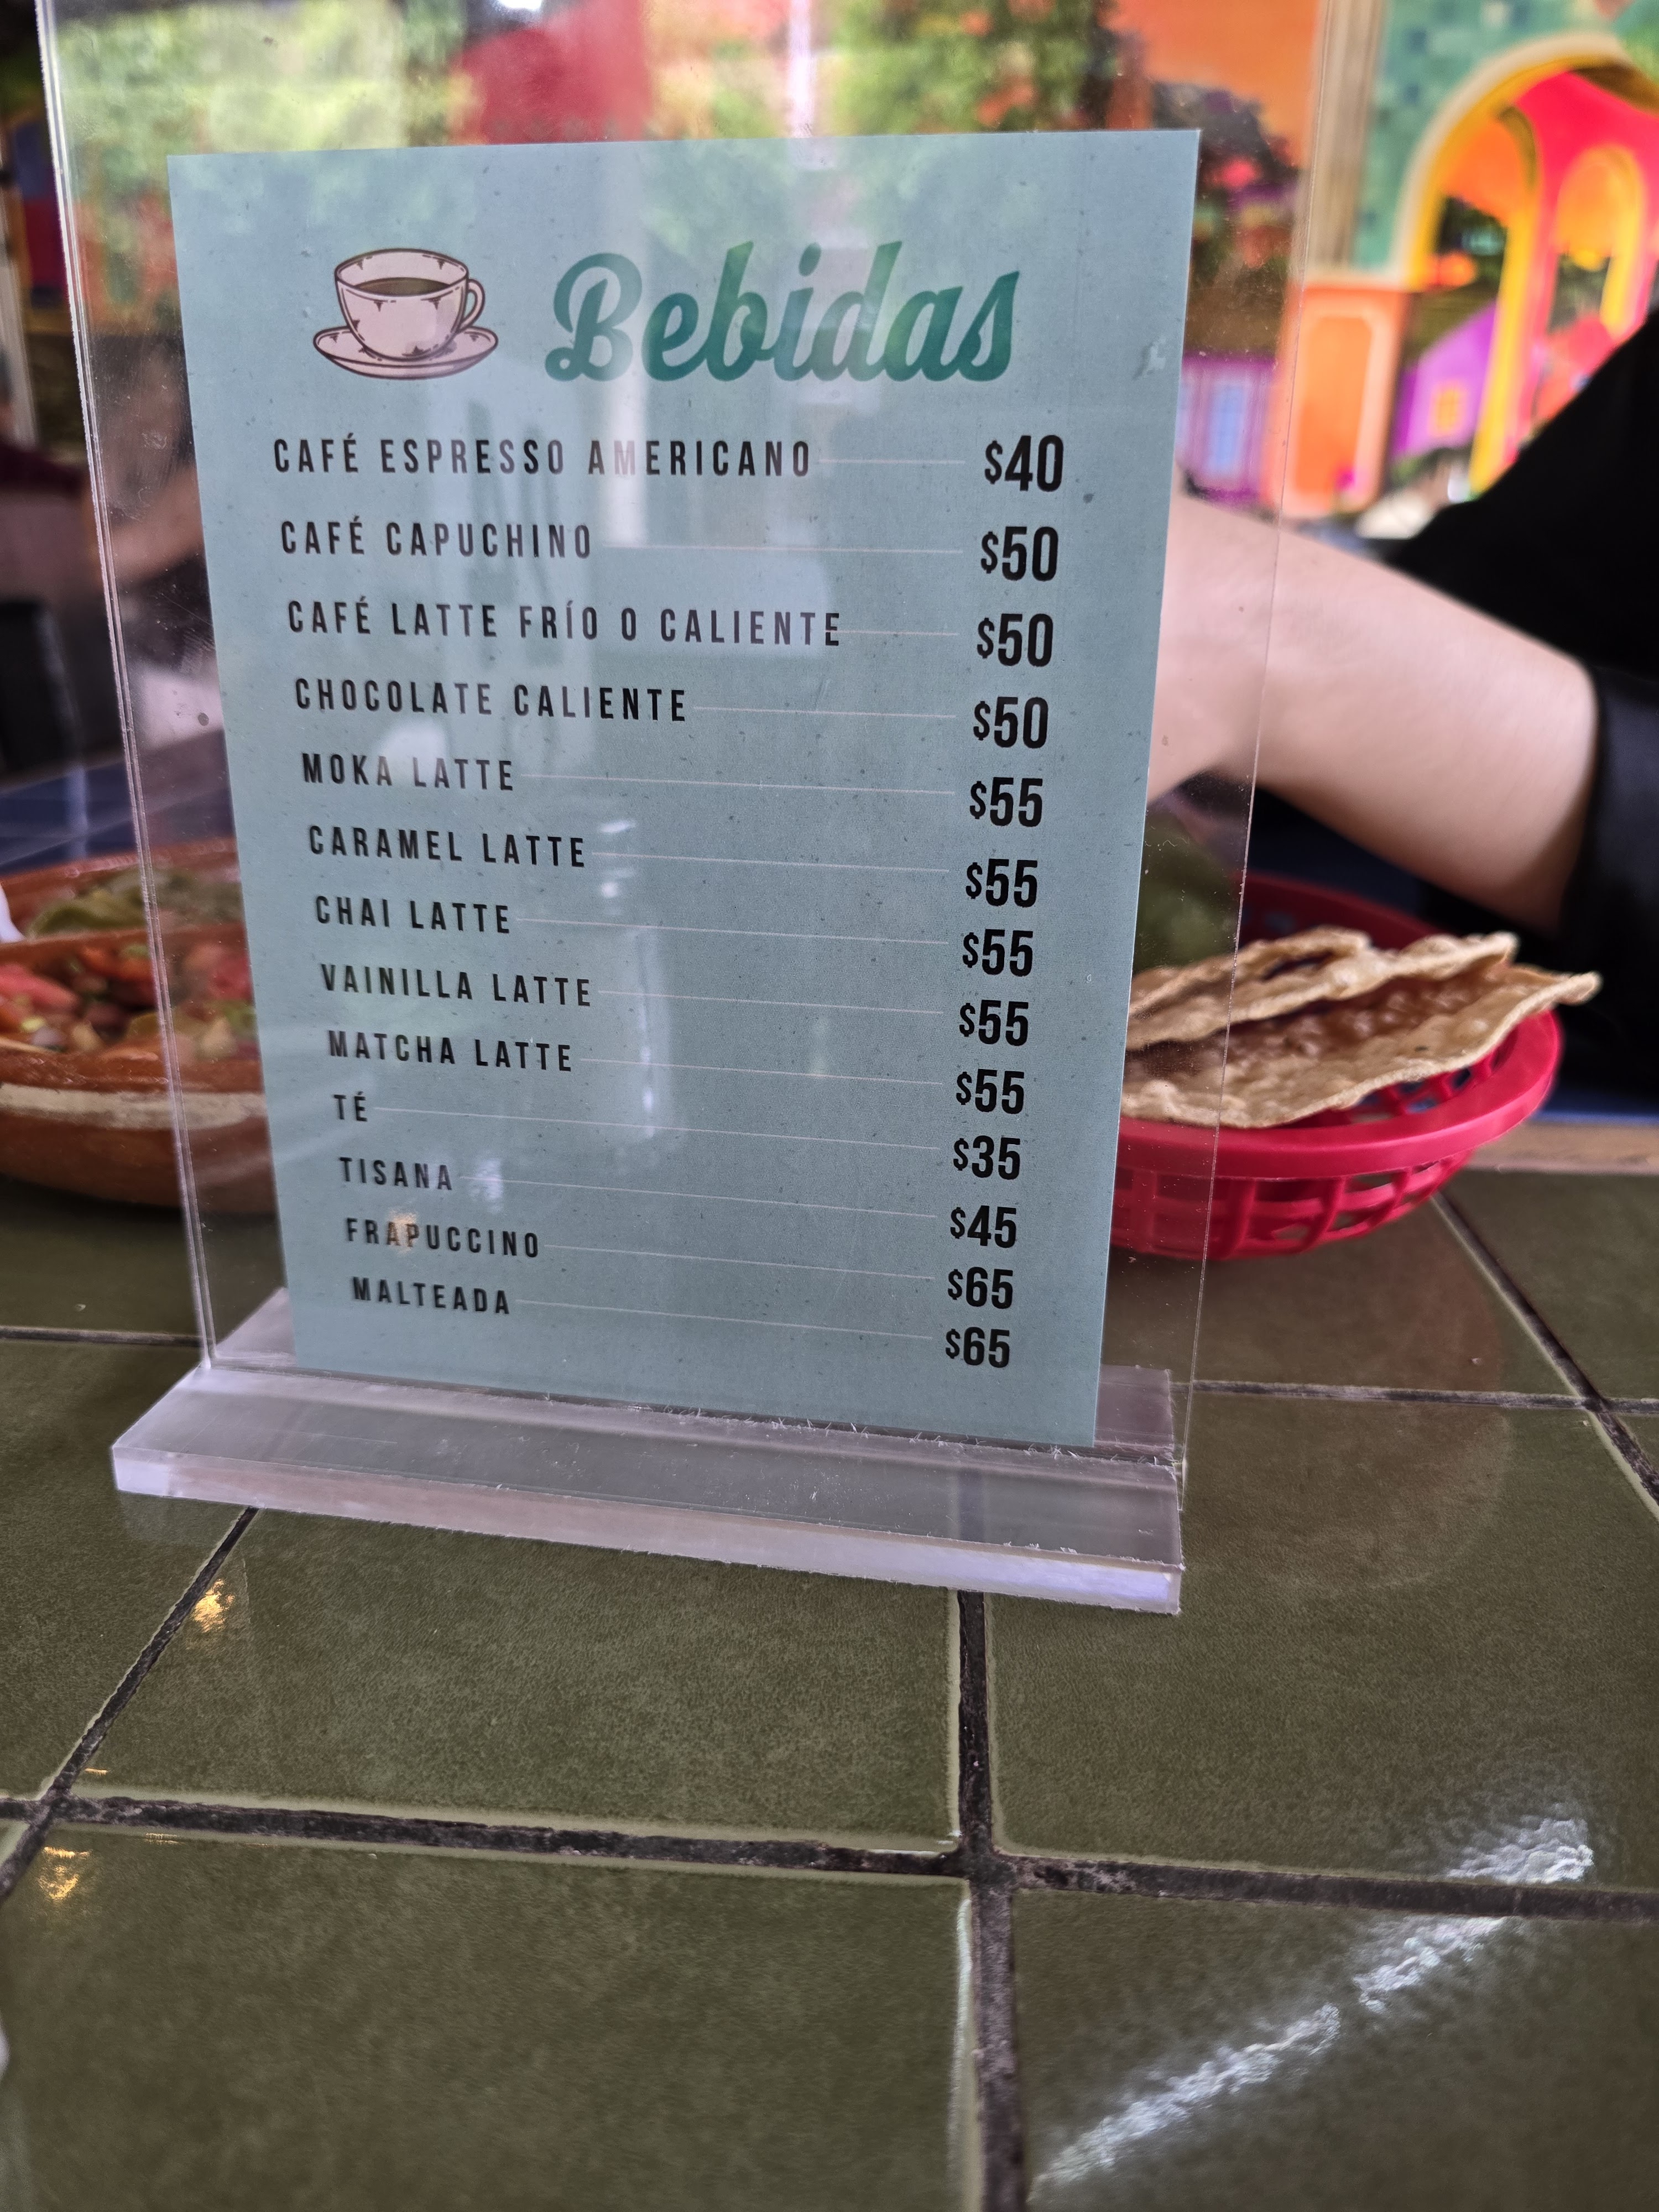 Bebidas
CAFÉ ESPRESSO AMERICANO $40
CAFÉ CAPUCHINO $50
CAFÉ LATTE FRÍO O CALIENTE $50
CHOCOLATE CALIENTE $50
MOKA LATTE $55
CARAMEL LATTE $55
CHAI LATTE $55
VAINILLA LATTE $55
MATCHA LATTE $55
TÉ $35
TISANA $45
FRAPUCCINO $65
MALTEADA $65